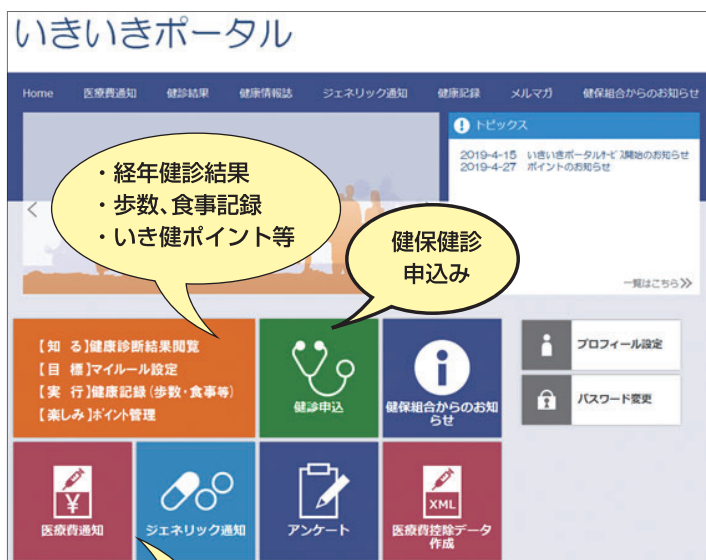 いきいきポータル
Home 医療費通知 健診結果 健康情報誌 ジェネリック通知 健康記録 メルマガ 健保組合からのお知らせ
トピックス
2019-4-15 いきいきポータルサービス開始のお知らせ
2019-4-27 ポイントのお知らせ
一覧はこちら
・経年健診結果
・歩数、食事記録
・いき健ポイント等
健保健診
申込み
【知 る】健康診断結果閲覧
【目 標】マイルール設定
【実 行】健康記録(歩数・食事等)
【楽しみ】ポイント管理
健診申込
健保組合からのお知
らせ
プロフィール設定
パスワード変更
¥
医療費通知
ジェネリック通知
アンケート
XML
医療費控除データ
作成